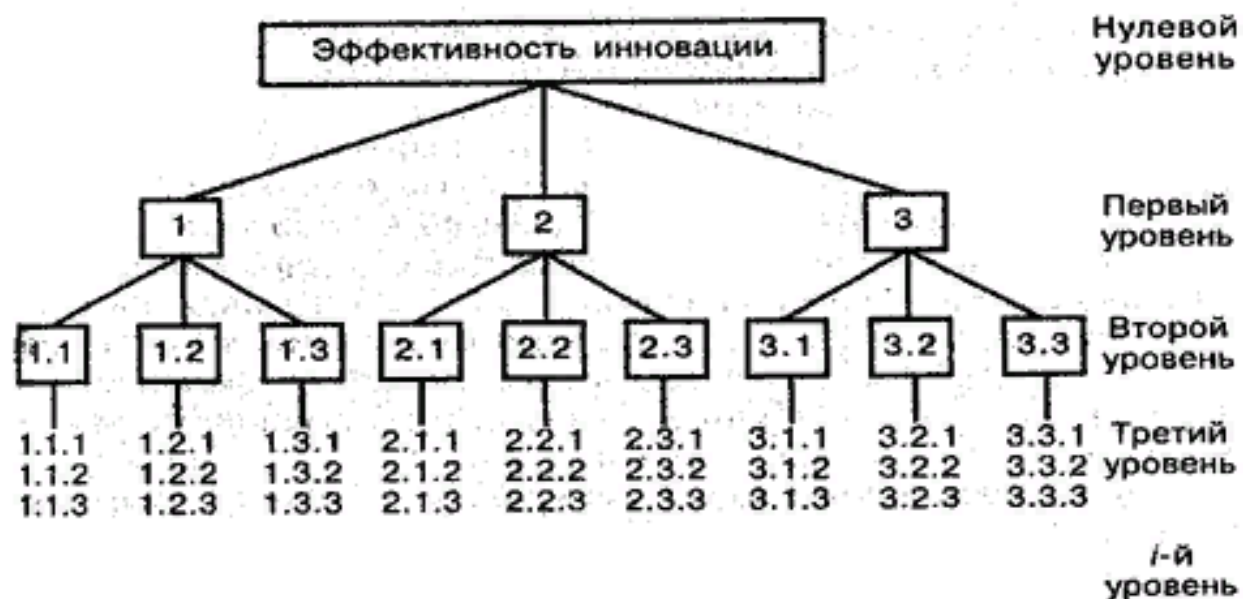 Эффективность инновации
Нулевой
уровень
1
2
3
Первый
уровень
1.1
1.2
1.3
2.1
2.2
2.3
3.1
3.2
3.3
Второй
уровень
1.1.1 1.2.1 1.3.1 2.1.1 2.2.1 2.3.1 3.1.1 3.2.1 3.3.1 Третий
1.1.2 1.2.2 1.3.2 2.1.2 2.2.2 2.3.2 3.1.2 3.2.2 3.3.2 уровень
1.1.3 1.2.3 1.3.3 2.1.3 2.2.3 2.3.3 3.1.3 3.2.3 3.3.3
i-й
уровень